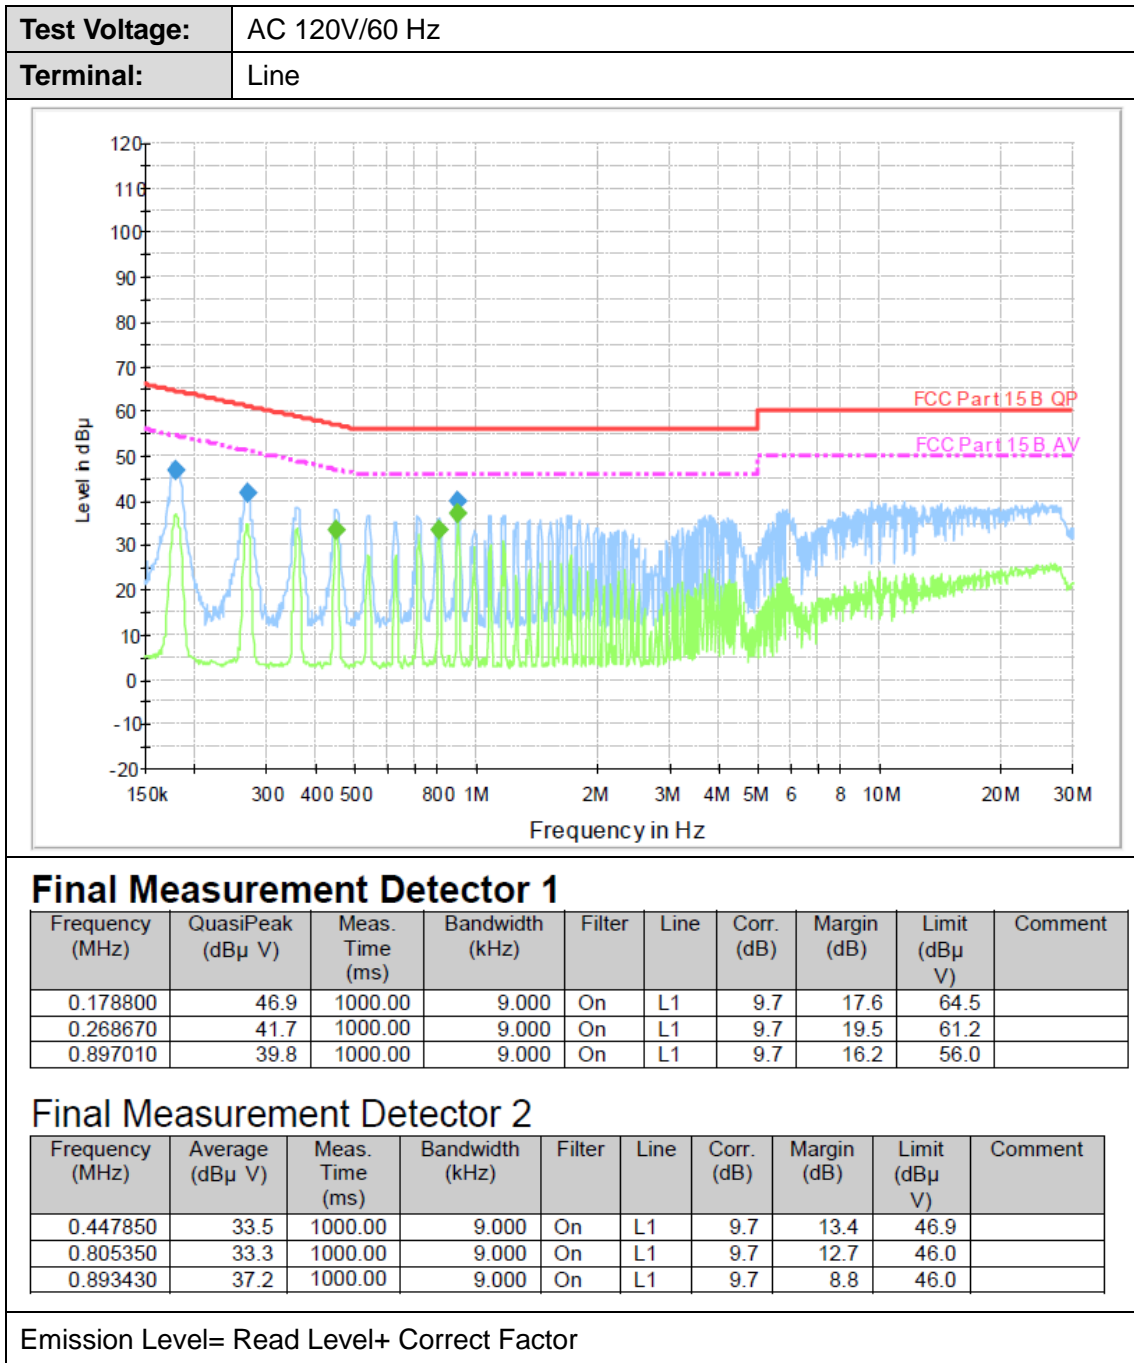 Test Voltage: AC 120V/60 Hz
Terminal: Line
120
110
100
90
80
70
60
50
40
30
20
10
0
-10
-20
Level in dBµ
FCC Part 15 B QP
FCC Part 15 B AV
150k 300 400 500 800 1M 2M 3M 4M 5M 6 8 10M 20M 30M
Frequency in Hz
Final Measurement Detector 1
Frequency (MHz) QuasiPeak (dBµ V) Meas. Time (ms) Bandwidth (kHz) Filter Line Corr. (dB) Margin (dB) Limit (dBµ V) Comment
0.178800 46.9 1000.00 9.000 On L1 9.7 17.6 64.5
0.268670 41.7 1000.00 9.000 On L1 9.7 19.5 61.2
0.897010 39.8 1000.00 9.000 On L1 9.7 16.2 56.0
Final Measurement Detector 2
Frequency (MHz) Average (dBµ V) Meas. Time (ms) Bandwidth (kHz) Filter Line Corr. (dB) Margin (dB) Limit (dBµ V) Comment
0.447850 33.5 1000.00 9.000 On L1 9.7 13.4 46.9
0.805350 33.3 1000.00 9.000 On L1 9.7 12.7 46.0
0.893430 37.2 1000.00 9.000 On L1 9.7 8.8 46.0
Emission Level= Read Level+ Correct Factor